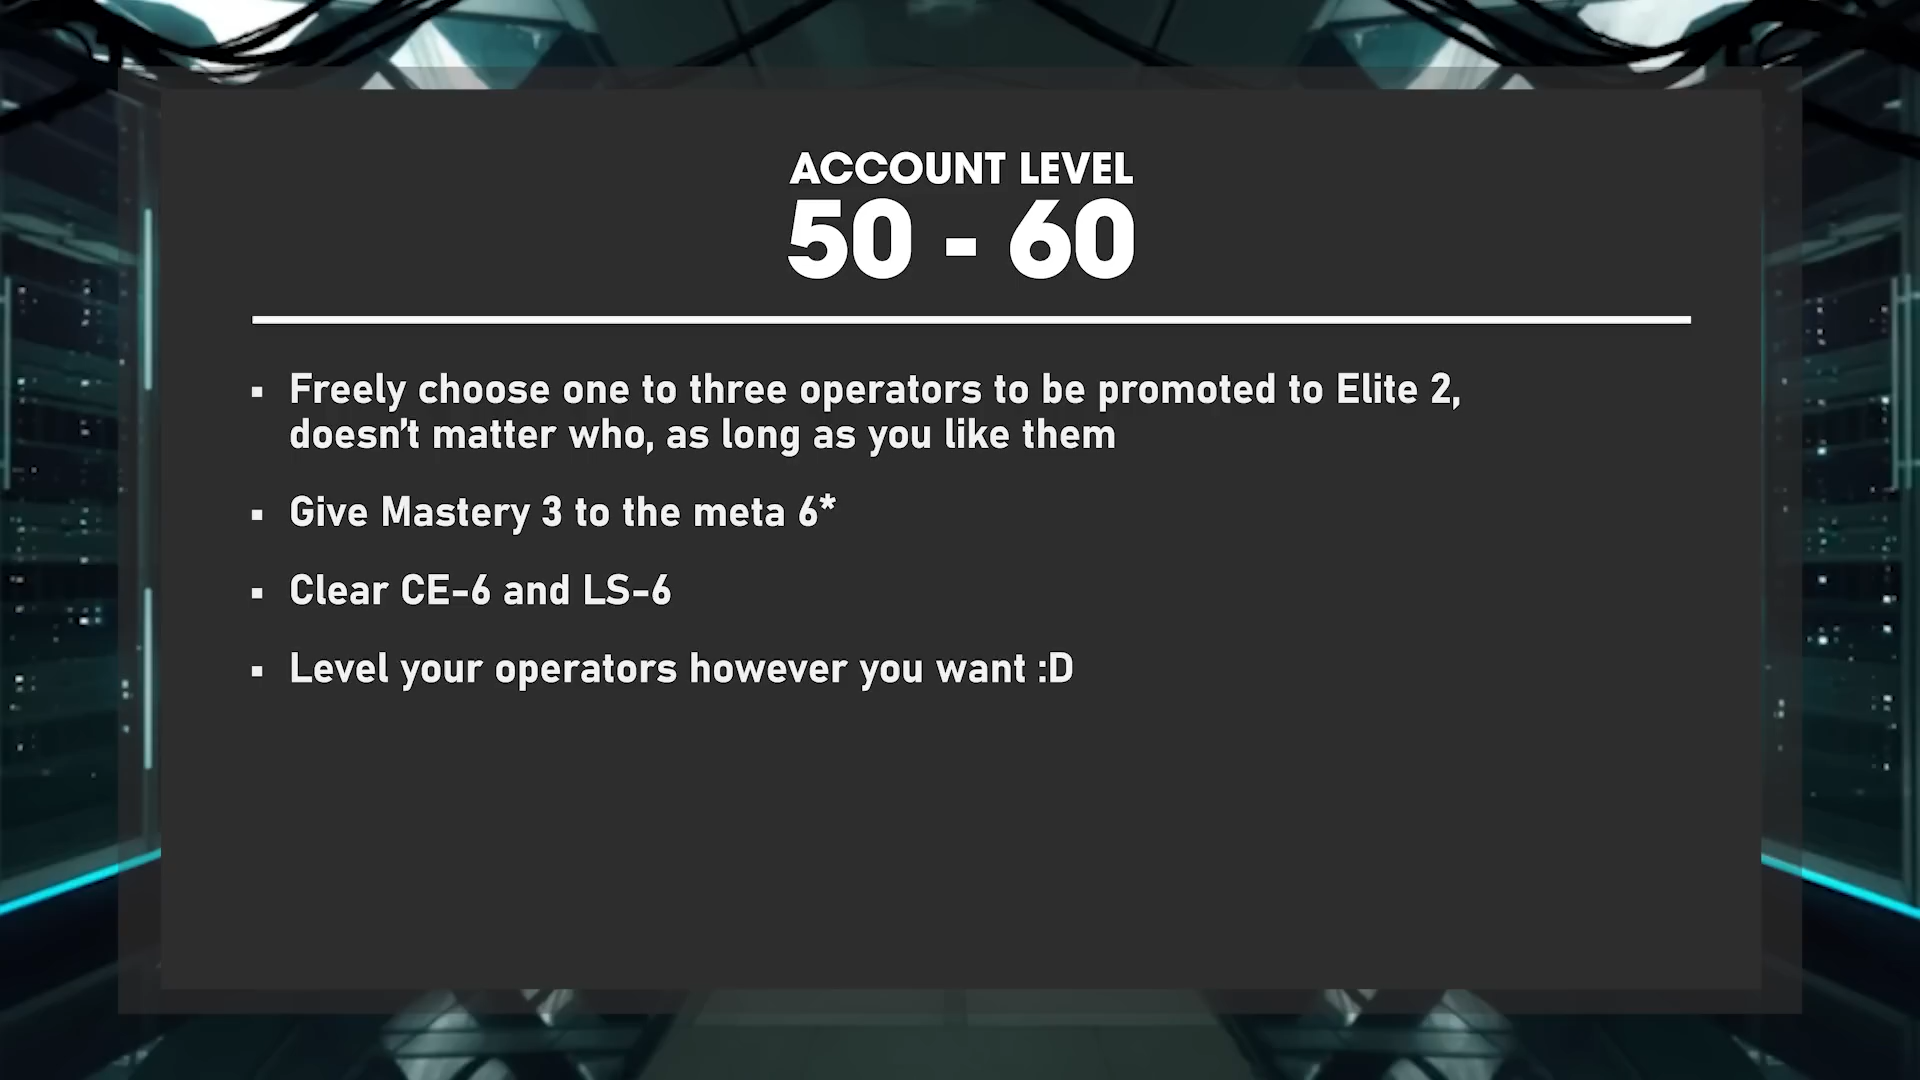 ACCOUNT LEVEL
50 - 60
▪ Freely choose one to three operators to be promoted to Elite 2,
doesn’t matter who, as long as you like them
▪ Give Mastery 3 to the meta 6*
▪ Clear CE-6 and LS-6
▪ Level your operators however you want :D